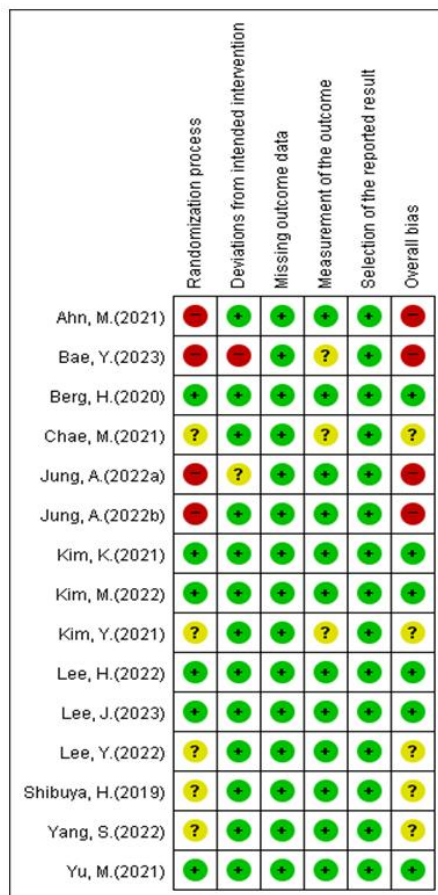 Randomization process
Deviations from intended intervention
Missing outcome data
Measurement of the outcome
Selection of the reported result
Overall bias
Ahn, M.(2021) - + + + + -
Bae, Y.(2023) - - + ? + -
Berg, H.(2020) + + + + + +
Chae, M.(2021) ? + + ? + ?
Jung, A.(2022a) - ? + + + -
Jung, A.(2022b) - + + + + -
Kim, K.(2021) + + + + + +
Kim, M.(2022) + + + + + +
Kim, Y.(2021) ? + + ? + ?
Lee, H.(2022) + + + + + +
Lee, J.(2023) + + + + + +
Lee, Y.(2022) ? + + + + ?
Shibuya, H.(2019) ? + + + + ?
Yang, S.(2022) ? + + + + ?
Yu, M.(2021) + + + + + +